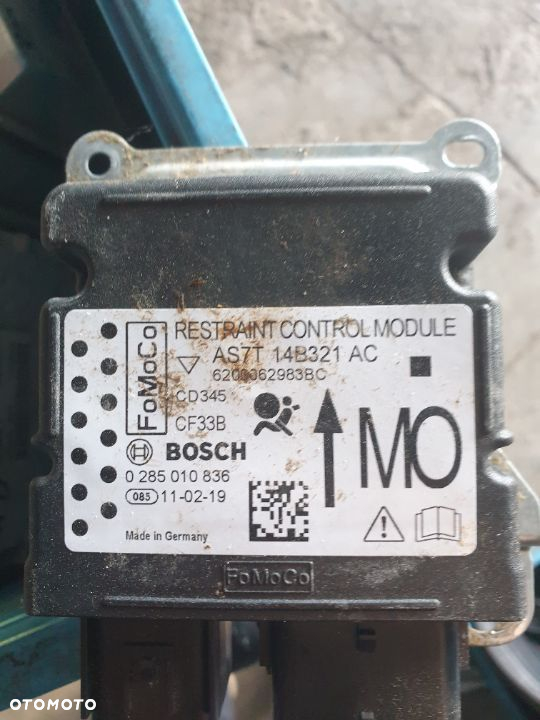 FoMoCo
RESTRAINT CONTROL MODULE
AS7T 14B321 AC
6200362983BC
CD345
CF33B
BOSCH
0 285 010 836
085 11-02-19
Made in Germany
MO
FoMoCo
OTOMOTO